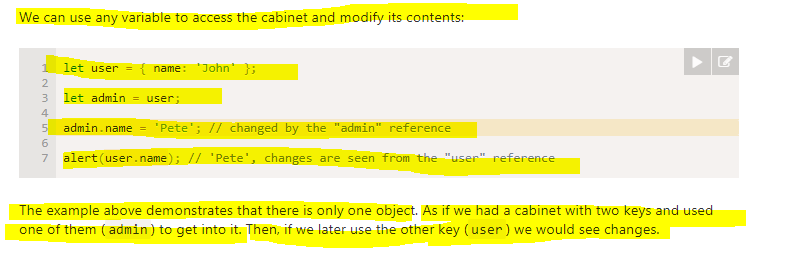 We can use any variable to access the cabinet and modify its contents:
1 let user = { name: 'John' };
2
3 let admin = user;
4
5 admin.name = 'Pete'; // changed by the "admin" reference
6
7 alert(user.name); // 'Pete', changes are seen from the "user" reference
The example above demonstrates that there is only one object. As if we had a cabinet with two keys and used
one of them (admin) to get into it. Then, if we later use the other key (user) we would see changes.